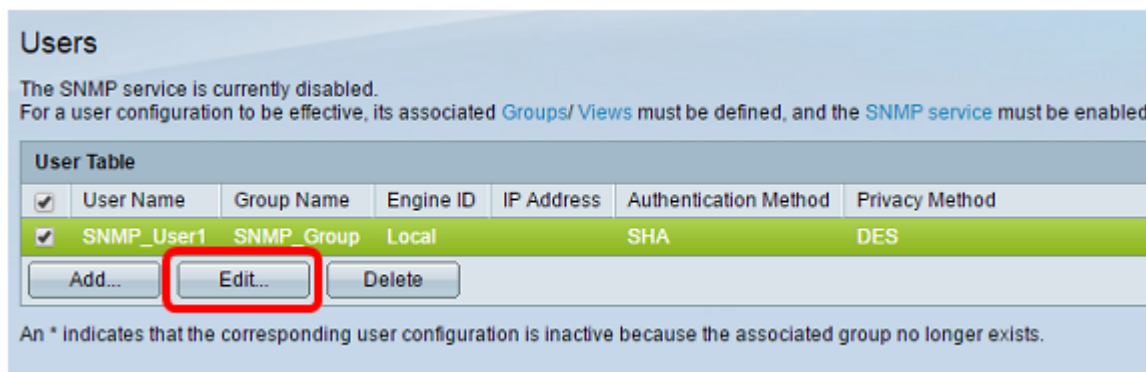 Users
The SNMP service is currently disabled.
For a user configuration to be effective, its associated Groups/ Views must be defined, and the SNMP service must be enabled
User Table
User Name Group Name Engine ID IP Address Authentication Method Privacy Method
SNMP_User1 SNMP_Group Local SHA DES
Add... Edit... Delete
An * indicates that the corresponding user configuration is inactive because the associated group no longer exists.